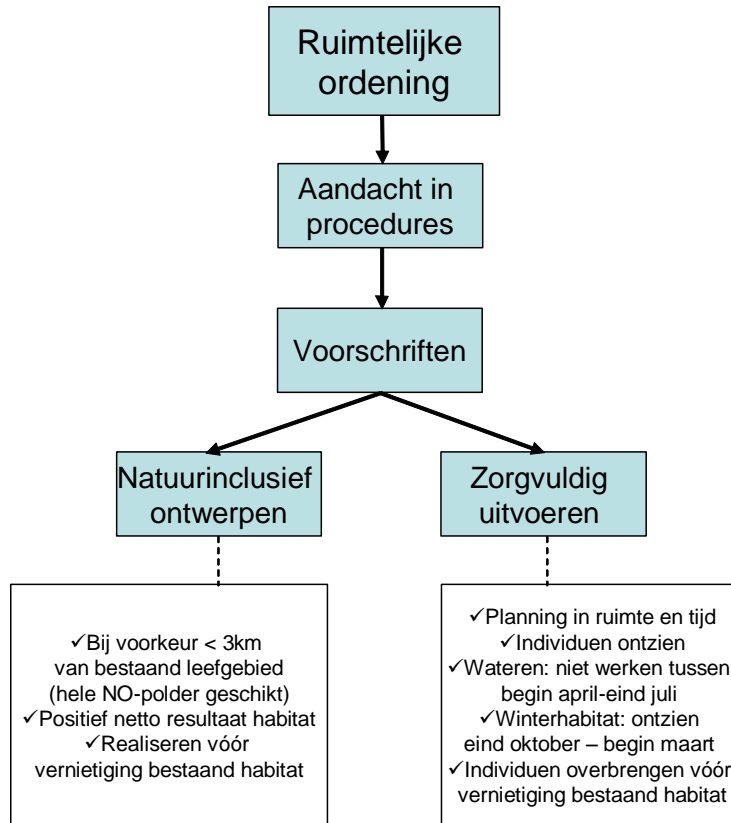 Ruimtelijke
ordening
Aandacht in
procedures
Voorschriften
Natuurinclusief
ontwerpen
Zorgvuldig
uitvoeren
✓Bij voorkeur < 3km
van bestaand leefgebied
(hele NO-polder geschikt)
✓Positief netto resultaat habitat
✓Realiseren vóór
vernietiging bestaand habitat
✓Planning in ruimte en tijd
✓Individuen ontzien
✓Wateren: niet werken tussen
begin april-eind juli
✓Winterhabitat: ontzien
eind oktober – begin maart
✓Individuen overbrengen vóór
vernietiging bestaand habitat